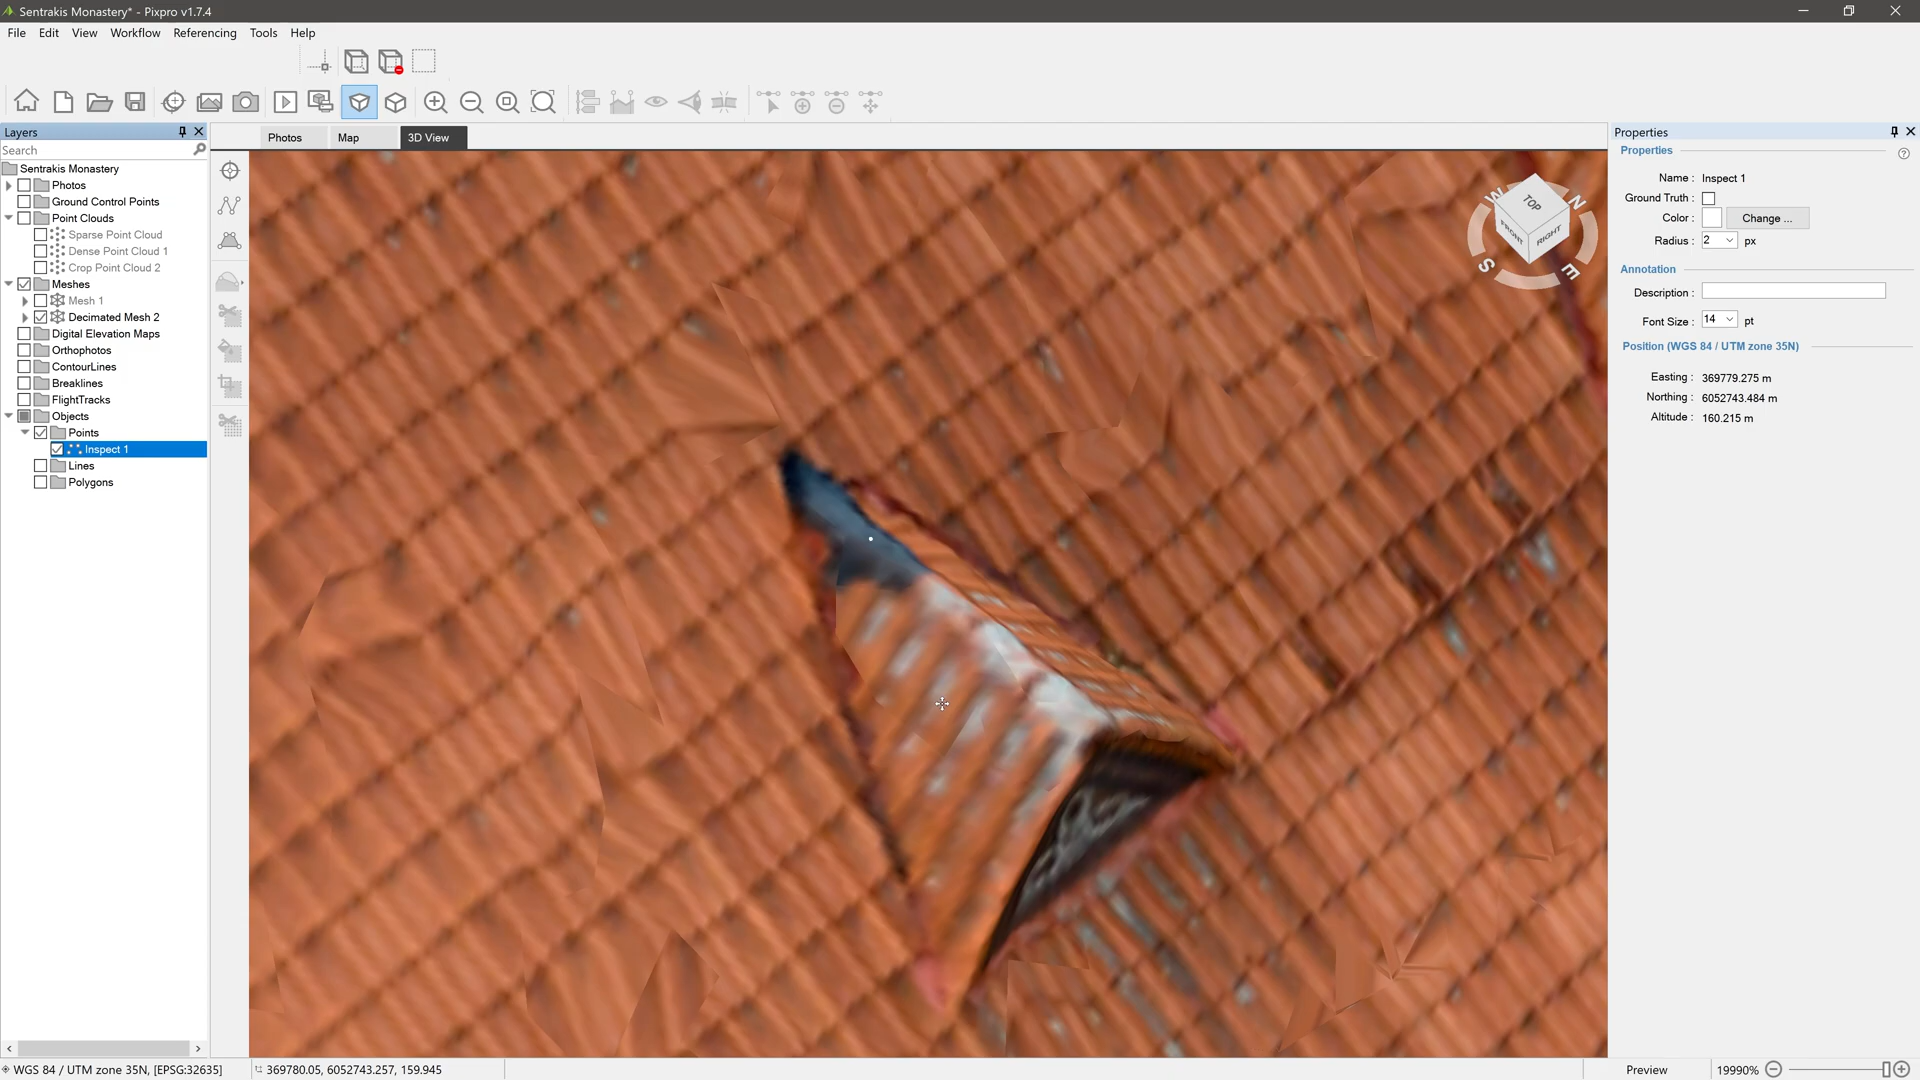 Sentrakis Monastery* - Pixpro v1.7.4
File Edit View Workflow Referencing Tools Help
Layers
Search
Sentrakis Monastery
Photos
Ground Control Points
Point Clouds
Sparse Point Cloud
Dense Point Cloud 1
Crop Point Cloud 2
Meshes
Mesh 1
Decimated Mesh 2
Digital Elevation Maps
Orthophotos
ContourLines
Breaklines
FlightTracks
Objects
Points
Inspect 1
Lines
Polygons
Photos Map 3D View
W N
TOP
FRONT RIGHT
S E
Properties
Properties
Name : Inspect 1
Ground Truth :
Color : Change ...
Radius : 2 px
Annotation
Description :
Font Size : 14 pt
Position (WGS 84 / UTM zone 35N)
Easting : 369779.275 m
Northing : 6052743.484 m
Altitude : 160.215 m
WGS 84 / UTM zone 35N, [EPSG:32635] 369780.05, 6052743.257, 159.945 Preview 19990%